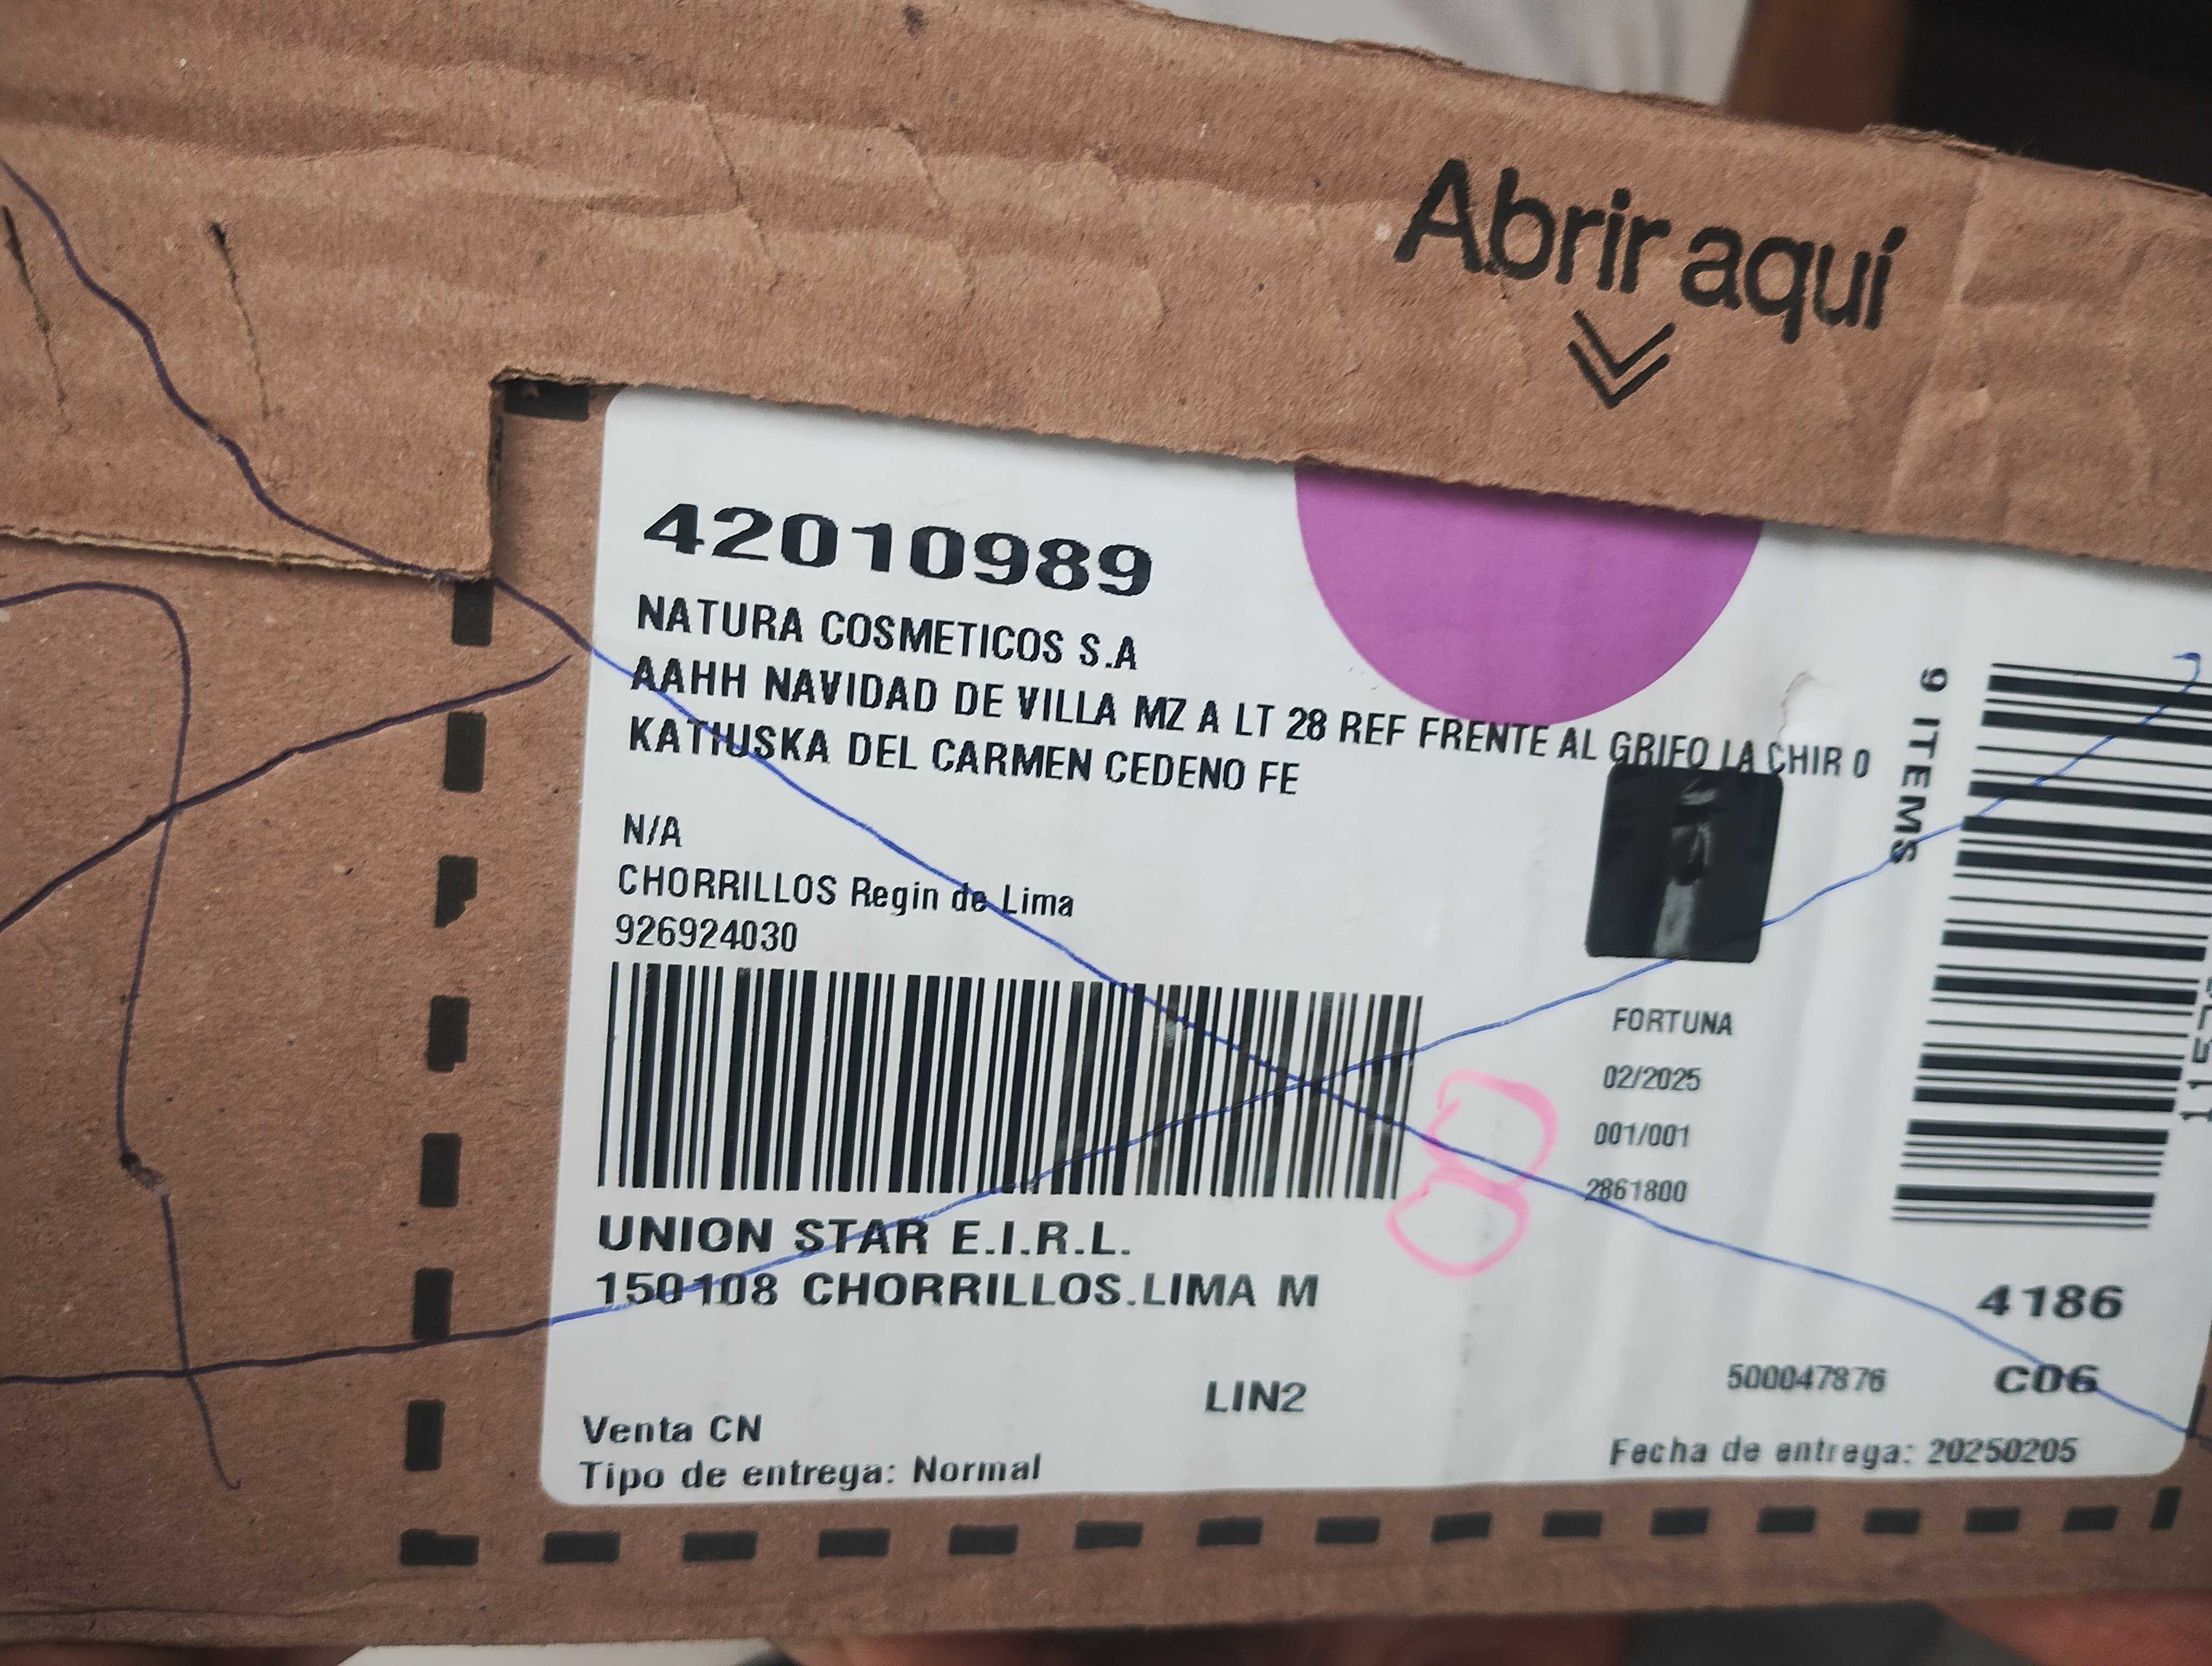 Abrir aquí
42010989
NATURA COSMETICOS S.A
AAHH NAVIDAD DE VILLA MZ A LT 28 REF FRENTE AL GRIFO LA CHIR 0
KATIUSKA DEL CARMEN CEDENO FE
N/A
CHORRILLOS Regin de Lima
926924030
9 ITEMS
FORTUNA
02/2025
001/001
2861800
UNION STAR E.I.R.L.
150108 CHORRILLOS.LIMA M
4186
LIN2
500047876 C06
Venta CN
Tipo de entrega: Normal
Fecha de entrega: 20250205